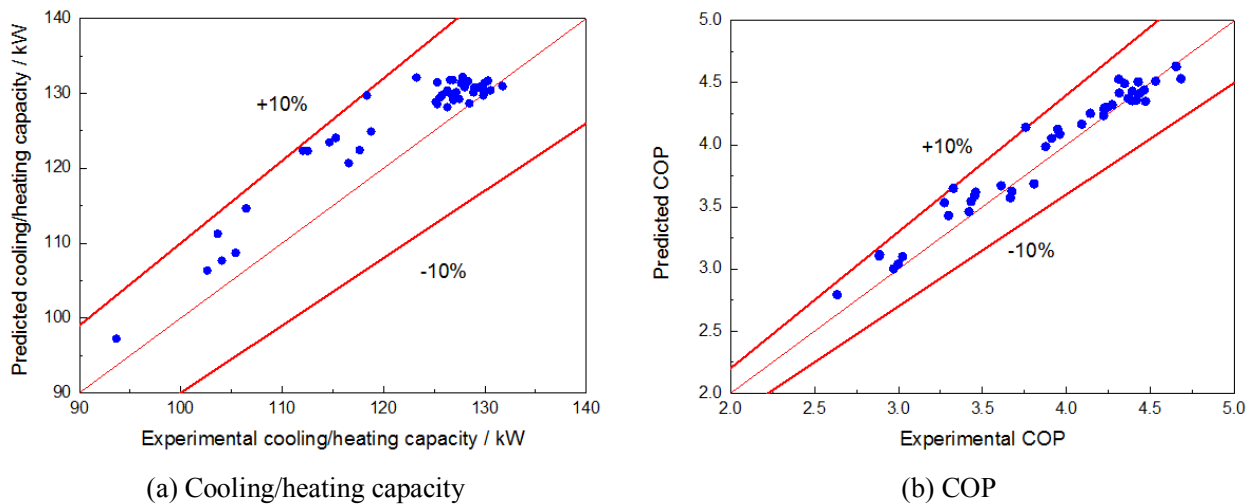 Predicted cooling/heating capacity / kW
140
130
120
110
100
90
+10%
-10%
90 100 110 120 130 140
Experimental cooling/heating capacity / kW
(a) Cooling/heating capacity
Predicted COP
5.0
4.5
4.0
3.5
3.0
2.5
2.0
+10%
-10%
2.0 2.5 3.0 3.5 4.0 4.5 5.0
Experimental COP
(b) COP